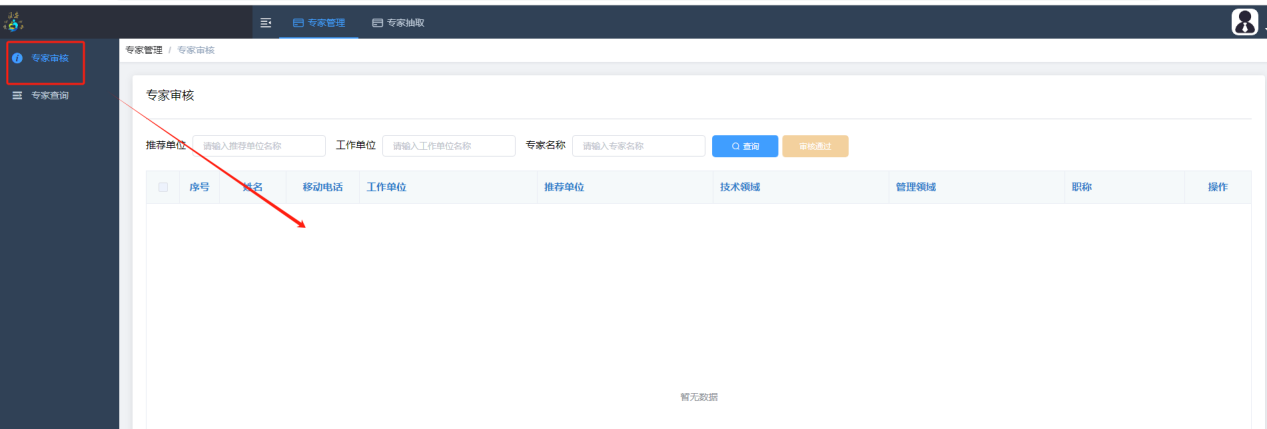 专家管理 专家抽取
专家审核
专家查询
专家管理 / 专家审核
专家审核
推荐单位 请输入推荐单位名称 工作单位 请输入工作单位名称 专家名称 请输入专家名称 查询 审核通过
序号 姓名 移动电话 工作单位 推荐单位 技术领域 管理领域 职称 操作
暂无数据